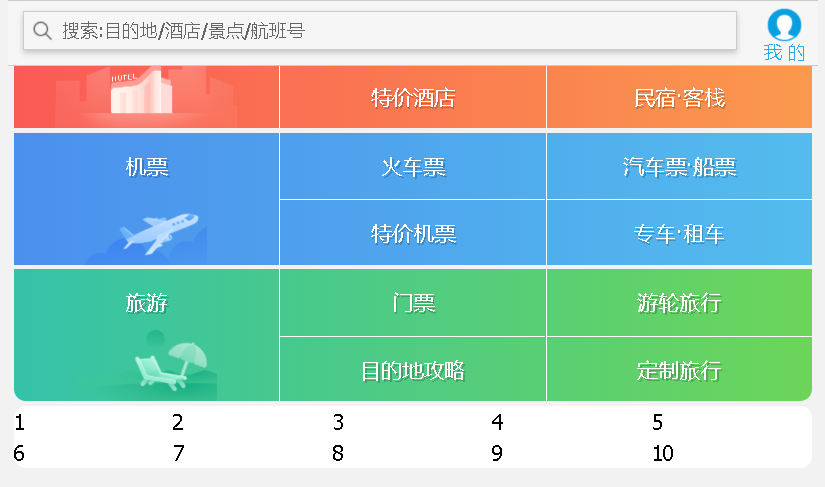 搜索:目的地/酒店/景点/航班号
我 的
HOTEL
特价酒店
民宿·客栈
机票
火车票
汽车票·船票
特价机票
专车·租车
旅游
门票
游轮旅行
目的地攻略
定制旅行
1 2 3 4 5
6 7 8 9 10